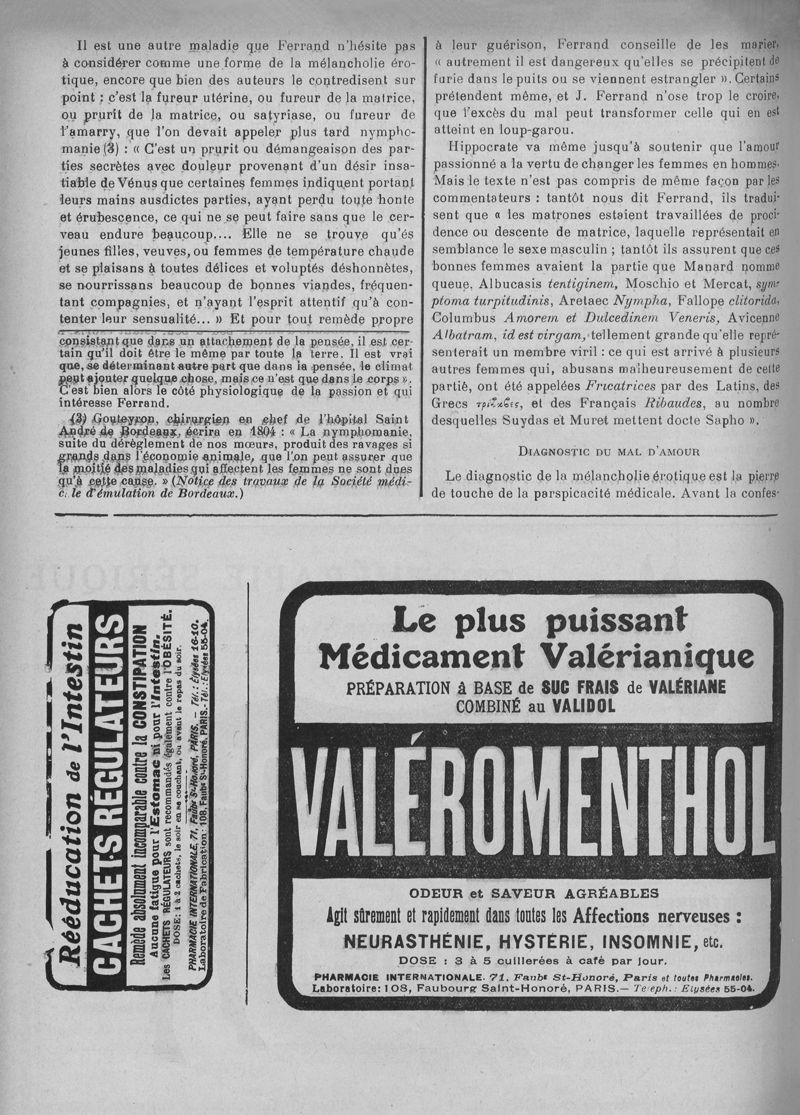 Il est une autre maladie que Ferrand n'hésite pas
à considérer comme une forme de la mélancholie éro-
tique, encore que bien des auteurs le contredisent sur
point : c'est la fureur utérine, ou fureur de la matrice,
ou prurit de la matrice, ou satyriase, ou fureur de
l'amarry, que l'on devait appeler plus tard nympho-
manie (3) : « C'est un prurit ou démangeaison des par-
ties secrètes avec douleur provenant d'un désir insa-
tiable de Vénus que certaines femmes indiquent portant
leurs mains ausdictes parties, ayant perdu toute honte
et érubescence, ce qui ne se peut faire sans que le cer-
veau endure beaucoup.... Elle ne se trouve qu'és
jeunes filles, veuves, ou femmes de température chaude
et se plaisans à toutes délices et voluptés déshonnêtes,
se nourrissans beaucoup de bonnes viandes, fréquen-
tant compagnies, et n'ayant l'esprit attentif qu'à con-
tenter leur sensualité... » Et pour tout remède propre
consistant que dans un attachement de la pensée, il est cer-
tain qu'il doit être le même par toute la terre. Il est vrai
que, se déterminant autre part que dans la pensée, le climat
peut ajouter quelque chose, mais ce n'est que dans le corps ».
C'est bien alors le côté physiologique de la passion et qui
intéresse Ferrand.
(3) Gouteyron, chirurgien en chef de l'hôpital Saint
André de Bordeaux, écrira en 1804 : « La nymphomanie,
suite du dérèglement de nos mœurs, produit des ravages si
grands dans l'économie animale, que l'on peut assurer que
la moitié des maladies qui affectent les femmes ne sont dues
qu'à cette cause. » (Notice des travaux de la Société médi-
c. le d'émulation de Bordeaux.)
à leur guérison, Ferrand conseille de les marier,
« autrement il est dangereux qu'elles se précipitent de
furie dans le puits ou se viennent estrangler ». Certains
prétendent même, et J. Ferrand n'ose trop le croire,
que l'excès du mal peut transformer celle qui en est
atteint en loup-garou.
Hippocrate va même jusqu'à soutenir que l'amour
passionné a la vertu de changer les femmes en hommes.
Mais le texte n'est pas compris de même façon par les
commentateurs : tantôt nous dit Ferrand, ils tradui-
sent que « les matrones estaient travaillées de proci-
dence ou descente de matrice, laquelle représentait en
semblance le sexe masculin ; tantôt ils assurent que ces
bonnes femmes avaient la partie que Manard nomme
queue, Albucasis tentiginem, Moschio et Mercat, sym-
ptoma turpitudinis, Aretaec Nympha, Fallope clitorida,
Columbus Amorem et Dulcedinem Veneris, Avicenne
Albatram, id est virgam, tellement grande qu'elle repré-
senterait un membre viril : ce qui est arrivé à plusieurs
autres femmes qui, abusans malheureusement de cette
partiè, ont été appelées Fricatrices par des Latins, des
Grecs et des Français Ribaudes, au nombre
desquelles Suydas et Muret mettent docte Sapho ».
DIAGNOSTIC DU MAL D'AMOUR
Le diagnostic de la mélancholie érotique est la pierre
de touche de la parspicacité médicale. Avant la confes-
Rééducation de l'Intestin
CACHETS RÉGULATEURS
Remède absolument incomparable contre la CONSTIPATION
Aucune fatigue pour l'Estomac ni pour l'Intestin.
Les CACHETS RÉGULATEURS sont recommandés également contre l'OBÉSITÉ.
DOSE : 1 à 2 cachets, le soir en se couchant, ou avant le repas du soir.
PHARMACIE INTERNATIONALE, 71, Faubg St-Honoré, PARIS. — Tél.: Élysées 16-10.
Laboratoire de Fabrication : 108, Faubg St-Honoré, PARIS. - Tél.: Élysées 55-04.
Le plus puissant
Médicament Valérianique
PRÉPARATION à BASE de SUC FRAIS de VALÉRIANE
COMBINÉ au VALIDOL
VALÉROMENTHOL
ODEUR et SAVEUR AGRÉABLES
Agit sûrement et rapidement dans toutes les Affections nerveuses :
NEURASTHÉNIE, HYSTÉRIE, INSOMNIE, etc.
DOSE : 3 à 5 cuillerées à café par jour.
PHARMACIE INTERNATIONALE. 71, Faubg St-Honoré, Paris et toutes Pharmacies.
Laboratoire: 108, Faubourg Saint-Honoré, PARIS.— Teleph.: Elysées 55-04.